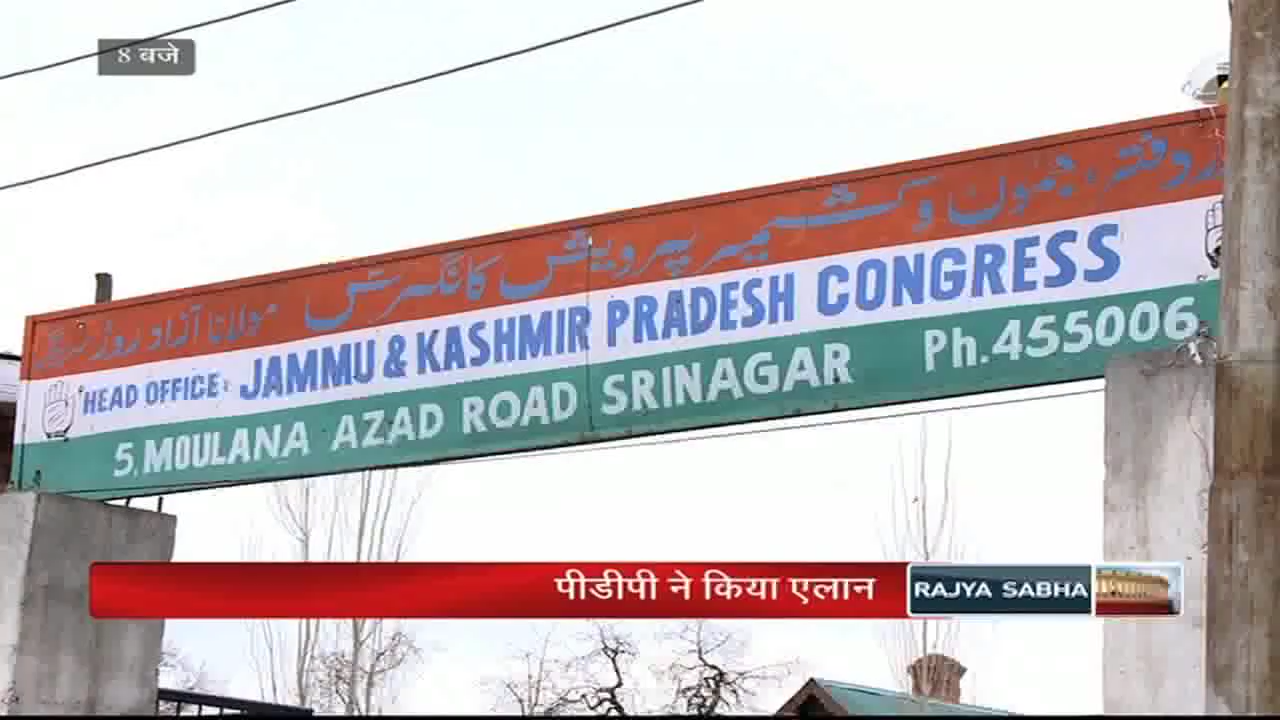 8 बजे
دفتر، جموں و کشمیر پردیش کانگریس مولانا آزاد روڈ
HEAD OFFICE: JAMMU & KASHMIR PRADESH CONGRESS
5, MOULANA AZAD ROAD SRINAGAR Ph.455006
पीडीपी ने किया एलान
RAJYA SABHA